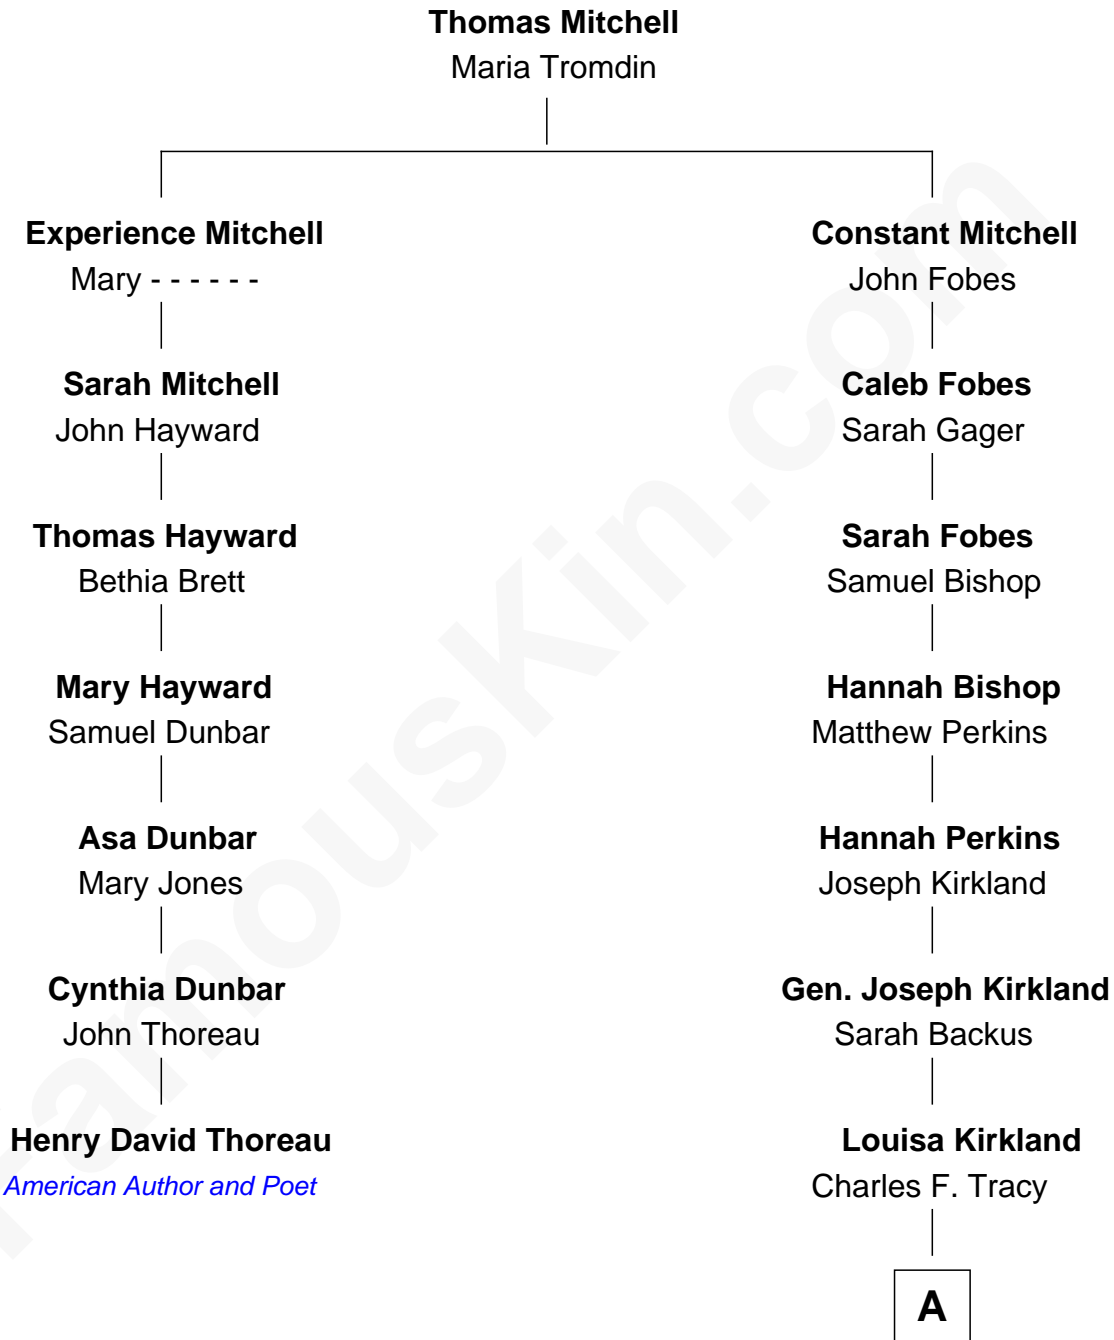 Thomas Mitchell
Maria Tromdin
Experience Mitchell
Mary - - - - - -
Sarah Mitchell
John Hayward
Thomas Hayward
Bethia Brett
Mary Hayward
Samuel Dunbar
Asa Dunbar
Mary Jones
Cynthia Dunbar
John Thoreau
Henry David Thoreau
American Author and Poet
Constant Mitchell
John Fobes
Caleb Fobes
Sarah Gager
Sarah Fobes
Samuel Bishop
Hannah Bishop
Matthew Perkins
Hannah Perkins
Joseph Kirkland
Gen. Joseph Kirkland
Sarah Backus
Louisa Kirkland
Charles F. Tracy
A
FamousKin.com